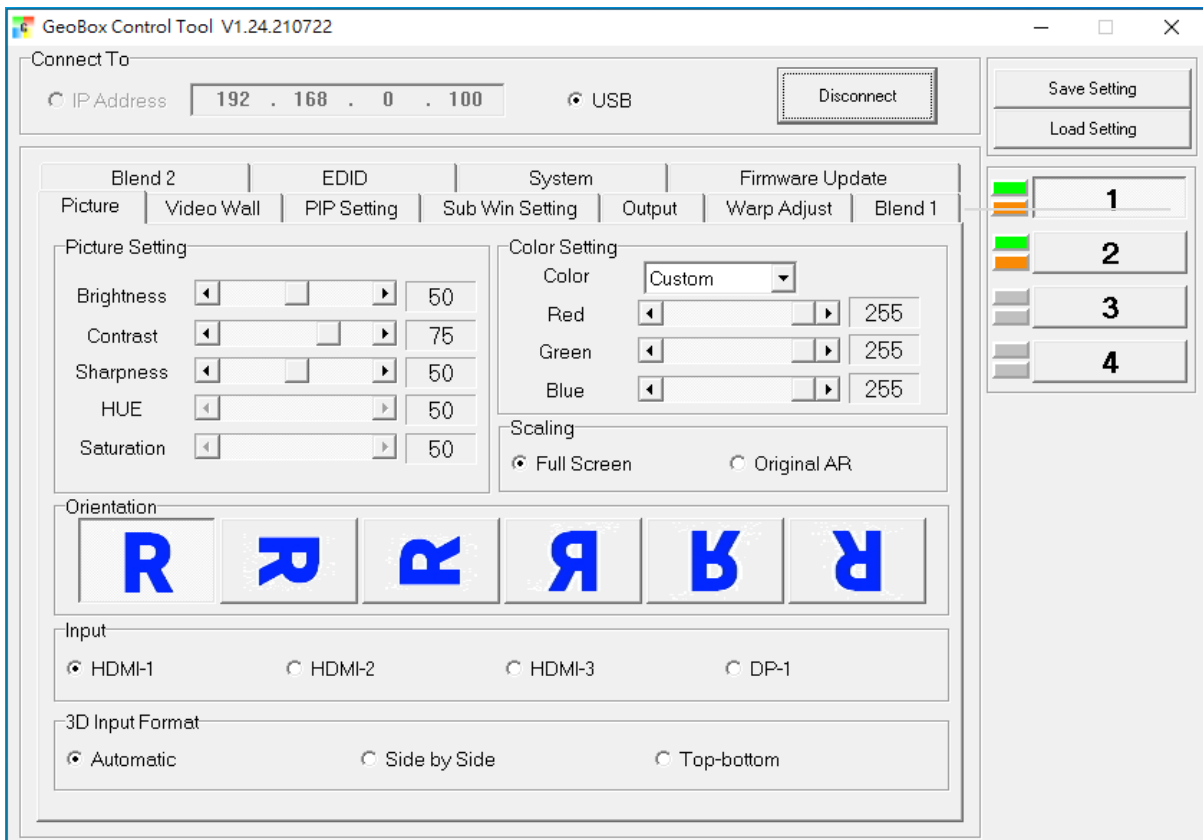 GeoBox Control Tool V1.24.210722
Connect To
IP Address 192 . 168 . 0 . 100 USB Disconnect
Save Setting
Load Setting
Blend 2 EDID System Firmware Update
Picture Video Wall PIP Setting Sub Win Setting Output Warp Adjust Blend 1
1
2
3
4
Picture Setting
Brightness 50
Contrast 75
Sharpness 50
HUE 50
Saturation 50
Color Setting
Color Custom
Red 255
Green 255
Blue 255
Scaling
Full Screen Original AR
Orientation
R R R R R R
Input
HDMI-1 HDMI-2 HDMI-3 DP-1
3D Input Format
Automatic Side by Side Top-bottom